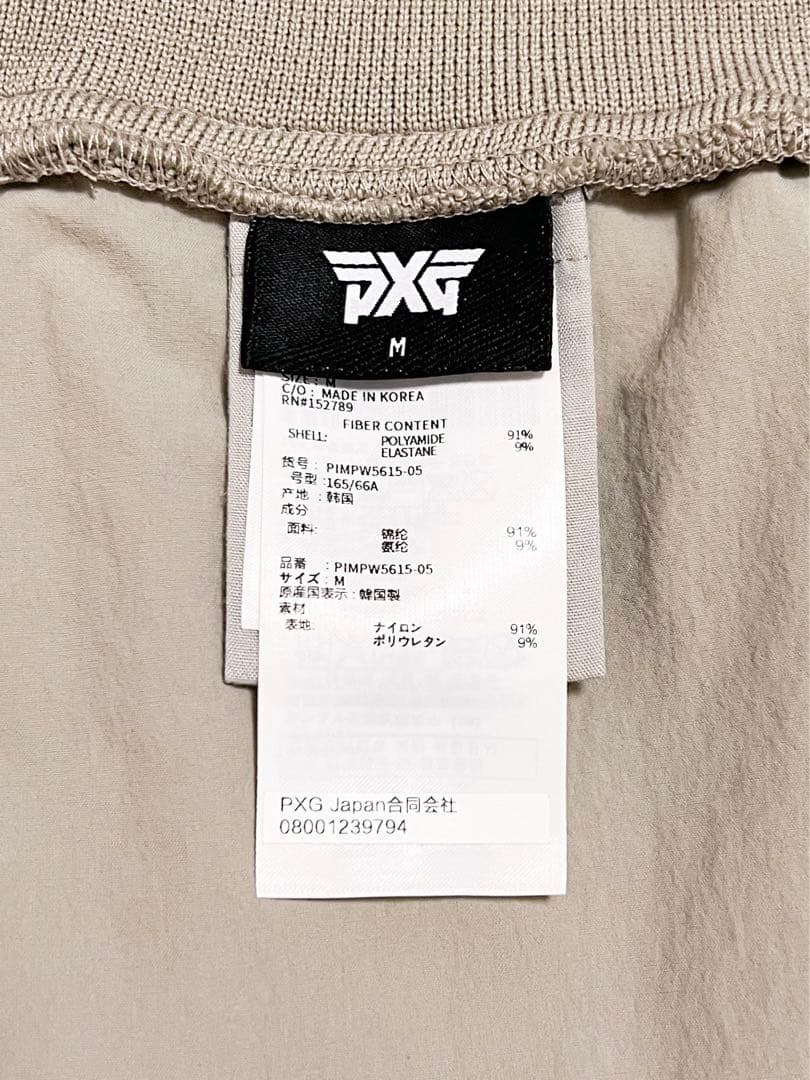 PXG
M
SIZE : M
C/O : MADE IN KOREA
RN#152789
FIBER CONTENT
SHELL: POLYAMIDE 91%
ELASTANE 9%
货号 : PIMPW5615-05
号型 :165/66A
产地 : 韩国
成分
面料: 锦纶 91%
氨纶 9%
品番 : PIMPW5615-05
サイズ : M
原産国表示 : 韓国製
素材
表地: ナイロン 91%
ポリウレタン 9%
PXG Japan合同会社
08001239794